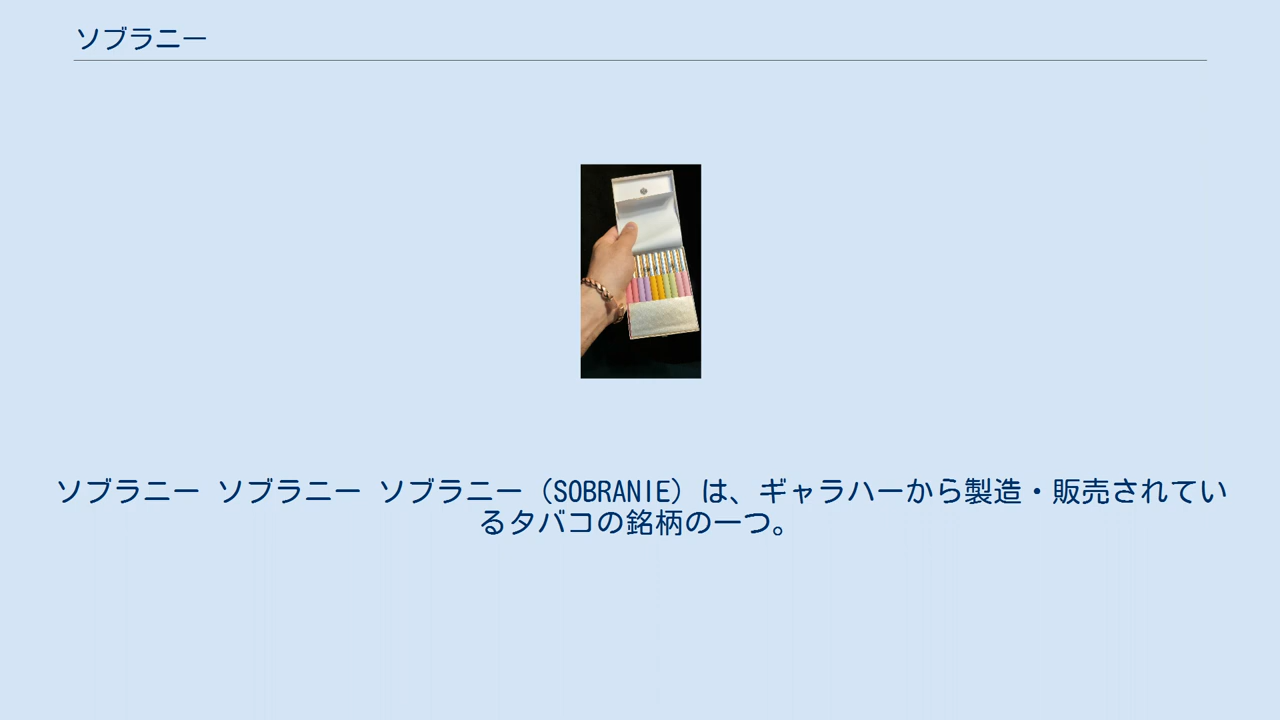 ソブラニー
ソブラニー ソブラニー ソブラニー（SOBRANIE）は、ギャラハーから製造・販売されてい
るタバコの銘柄の一つ。